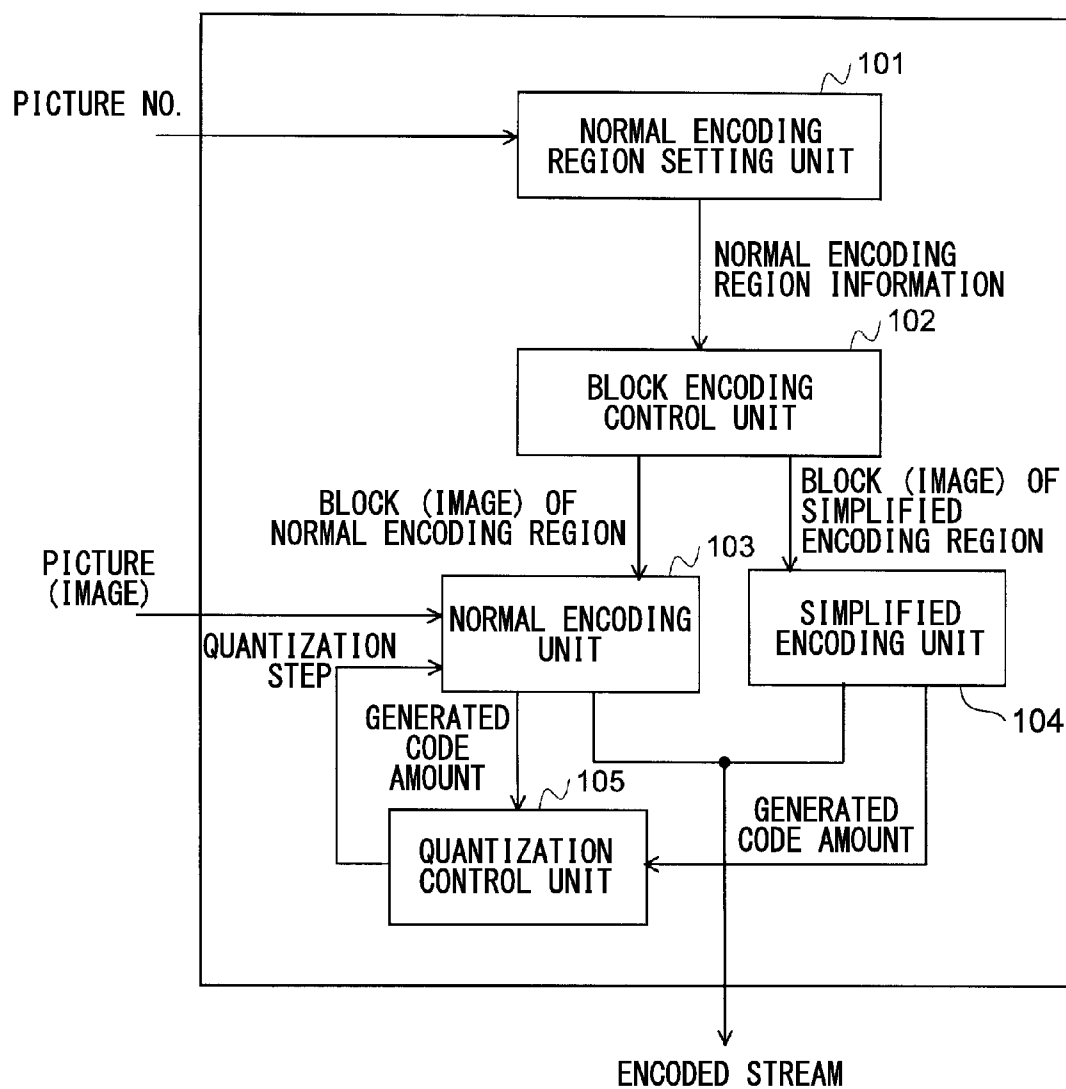 101
PICTURE NO.
NORMAL ENCODING
REGION SETTING UNIT
NORMAL ENCODING
REGION INFORMATION
102
BLOCK ENCODING
CONTROL UNIT
BLOCK (IMAGE) OF
NORMAL ENCODING REGION
BLOCK (IMAGE) OF
SIMPLIFIED
ENCODING REGION
103
PICTURE
(IMAGE)
NORMAL ENCODING
UNIT
SIMPLIFIED
ENCODING UNIT
QUANTIZATION
STEP
104
GENERATED
CODE
AMOUNT
105
GENERATED
CODE AMOUNT
QUANTIZATION
CONTROL UNIT
ENCODED STREAM